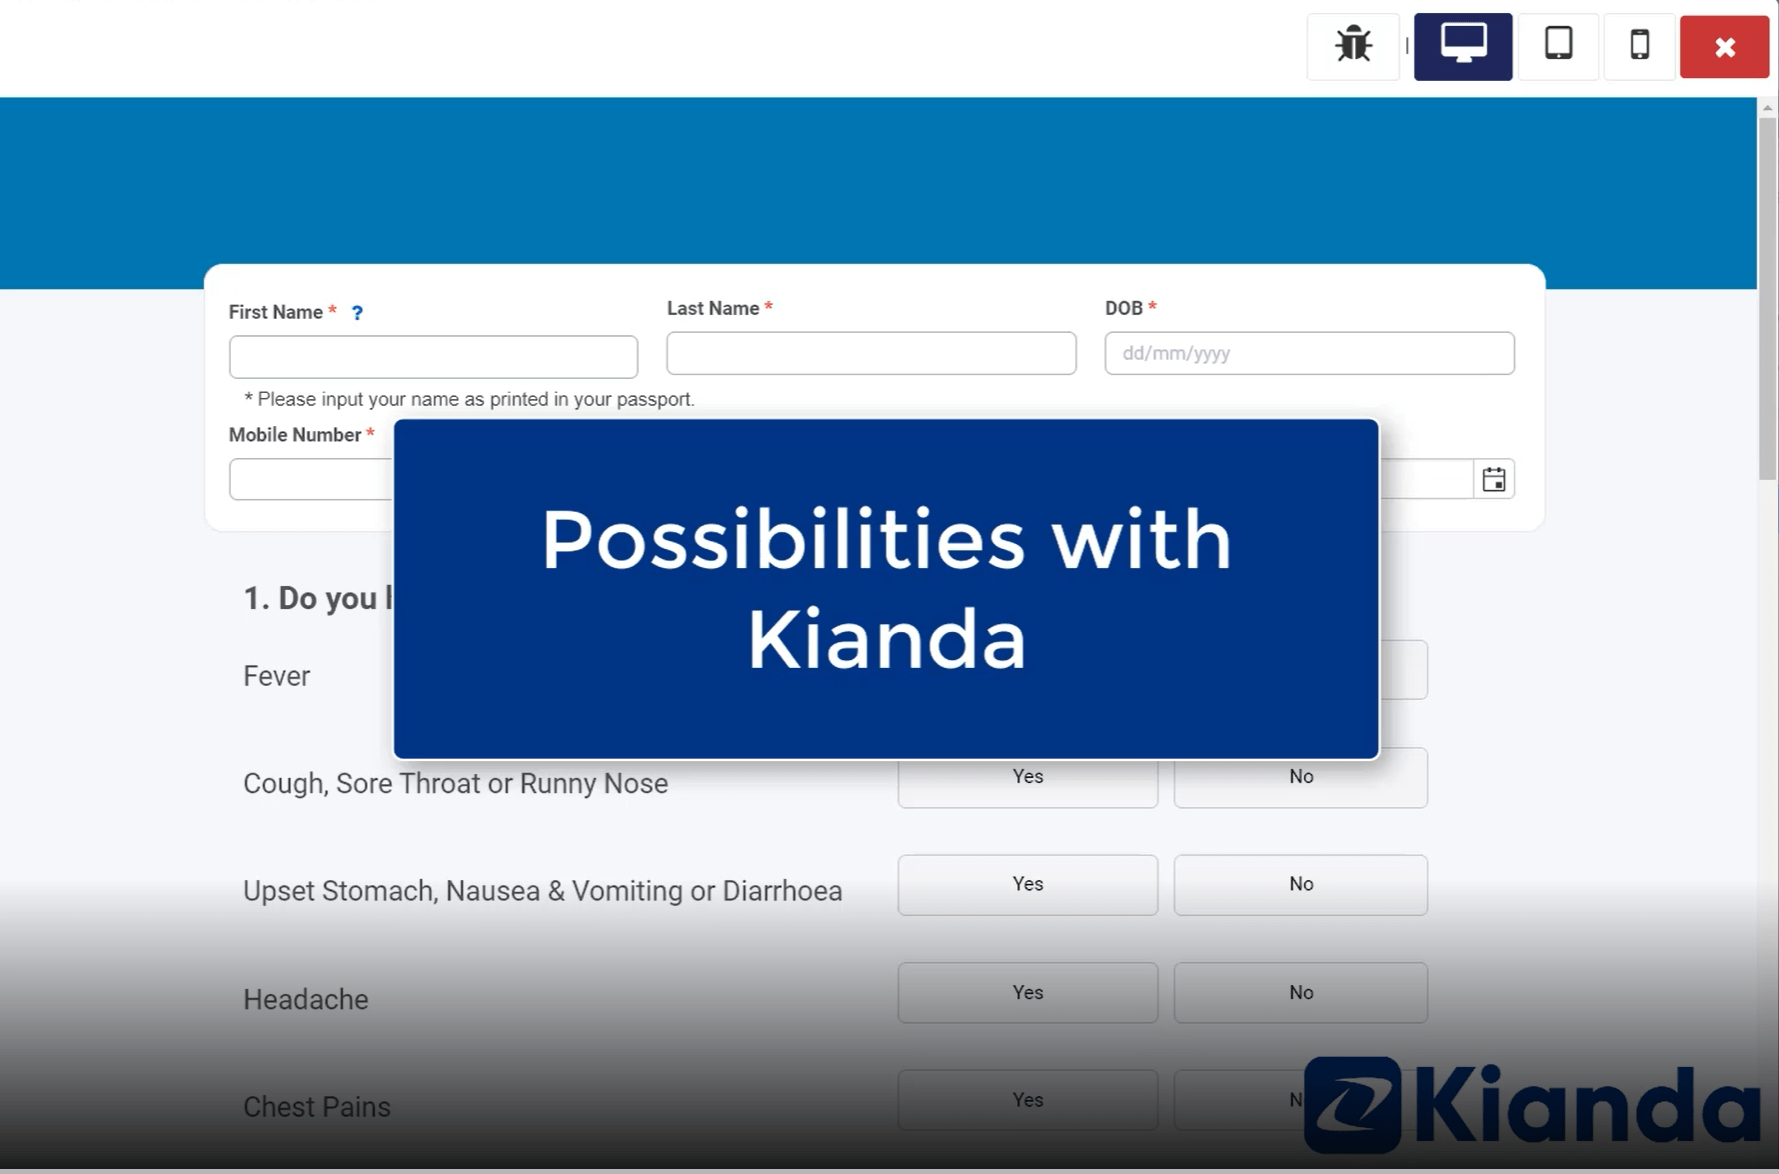 First Name * ?
Last Name *
DOB *
dd/mm/yyyy
* Please input your name as printed in your passport.
Mobile Number *
Possibilities with
Kianda
1. Do you
Fever
Cough, Sore Throat or Runny Nose
Yes
No
Upset Stomach, Nausea & Vomiting or Diarrhoea
Yes
No
Headache
Yes
No
Chest Pains
Yes
Kianda